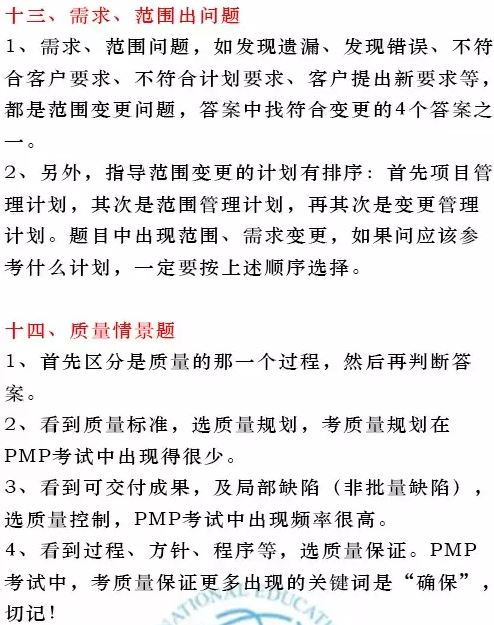 十三、需求、范围出问题
1、需求、范围问题，如发现遗漏、发现错误、不符
合客户要求、不符合计划要求、客户提出新要求等，
都是范围变更问题，答案中找符合变更的4个答案之
一。
2、另外，指导范围变更的计划有排序：首先项目管
理计划，其次是范围管理计划，再其次是变更管理
计划。题目中出现范围、需求变更，如果问应该参
考什么计划，一定要按上述顺序选择。
十四、质量情景题
1、首先区分是质量的那一个过程，然后再判断答
案。
2、看到质量标准，选质量规划，考质量规划在
PMP考试中出现得很少。
3、看到可交付成果，及局部缺陷（非批量缺陷），
选质量控制，PMP考试中出现频率很高。
4、看到过程、方针、程序等，选质量保证。PMP
考试中，考质量保证更多出现的关键词是“确保”，
切记！